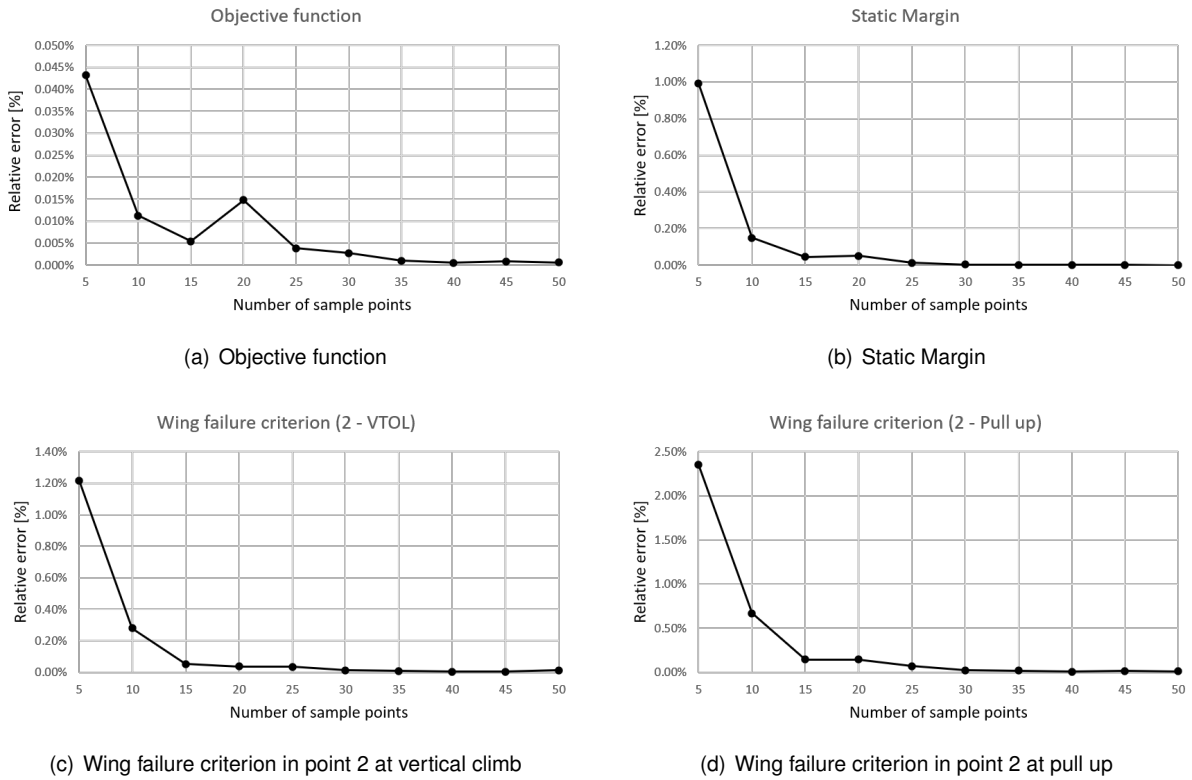 Objective function
Relative error [%]
0.050%
0.045%
0.040%
0.035%
0.030%
0.025%
0.020%
0.015%
0.010%
0.005%
0.000%
5 10 15 20 25 30 35 40 45 50
Number of sample points
(a) Objective function
Static Margin
Relative error [%]
1.20%
1.00%
0.80%
0.60%
0.40%
0.20%
0.00%
5 10 15 20 25 30 35 40 45 50
Number of sample points
(b) Static Margin
Wing failure criterion (2 - VTOL)
Relative error [%]
1.40%
1.20%
1.00%
0.80%
0.60%
0.40%
0.20%
0.00%
5 10 15 20 25 30 35 40 45 50
Number of sample points
(c) Wing failure criterion in point 2 at vertical climb
Wing failure criterion (2 - Pull up)
Relative error [%]
2.50%
2.00%
1.50%
1.00%
0.50%
0.00%
5 10 15 20 25 30 35 40 45 50
Number of sample points
(d) Wing failure criterion in point 2 at pull up